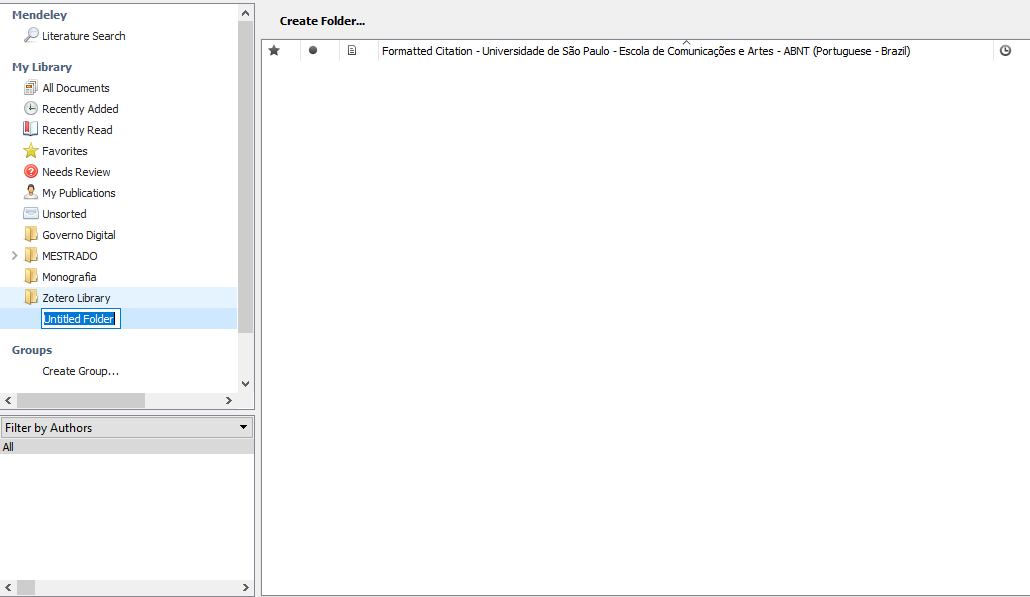 Mendeley
Literature Search
My Library
All Documents
Recently Added
Recently Read
Favorites
Needs Review
My Publications
Unsorted
Governo Digital
MESTRADO
Monografia
Zotero Library
Untitled Folder
Groups
Create Group...
Filter by Authors
All
Create Folder...
Formatted Citation - Universidade de São Paulo - Escola de Comunicações e Artes - ABNT (Portuguese - Brazil)